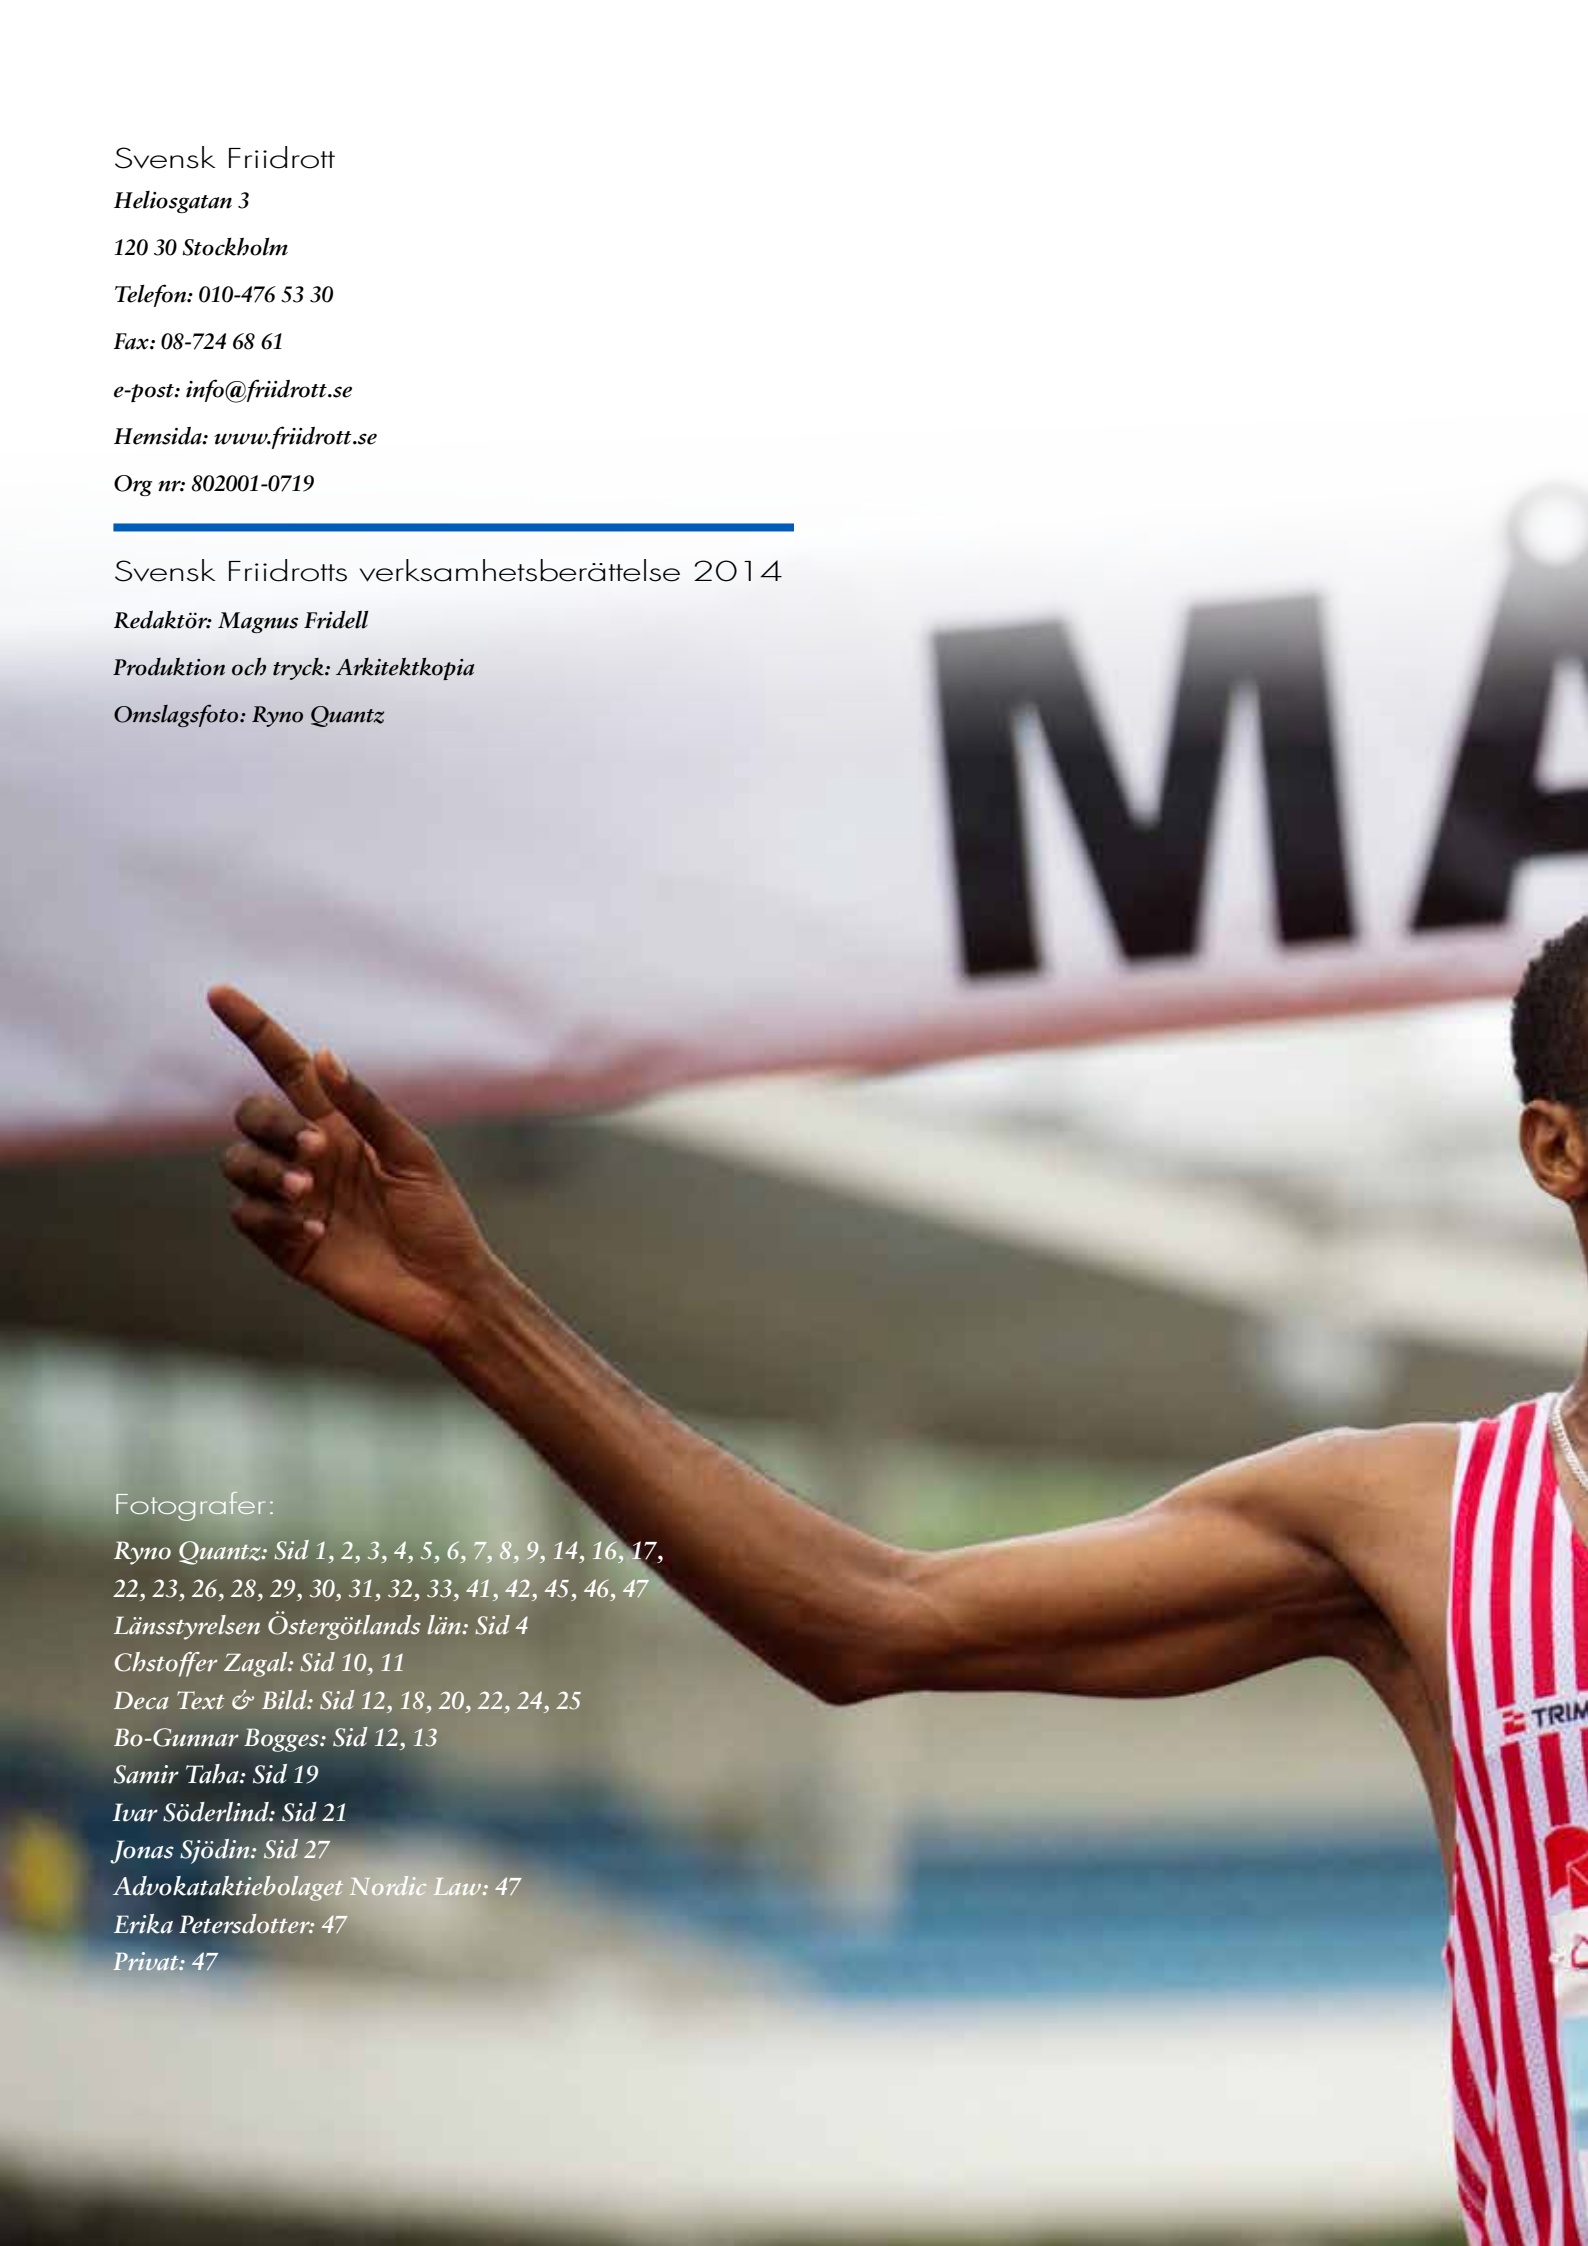 Svensk Friidrott
Heliosgatan 3
120 30 Stockholm
Telefon: 010-476 53 30
Fax: 08-724 68 61
e-post: info@friidrott.se
Hemsida: www.friidrott.se
Org nr: 802001-0719
Svensk Friidrotts verksamhetsberättelse 2014
Redaktör: Magnus Fridell
Produktion och tryck: Arkitektkopia
Omslagsfoto: Ryno Quantz
MÅ
Fotografer:
Ryno Quantz: Sid 1, 2, 3, 4, 5, 6, 7, 8, 9, 14, 16, 17,
22, 23, 26, 28, 29, 30, 31, 32, 33, 41, 42, 45, 46, 47
Länsstyrelsen Östergötlands län: Sid 4
Chstoffer Zagal: Sid 10, 11
Deca Text & Bild: Sid 12, 18, 20, 22, 24, 25
Bo-Gunnar Bogges: Sid 12, 13
Samir Taha: Sid 19
Ivar Söderlind: Sid 21
Jonas Sjödin: Sid 27
Advokataktiebolaget Nordic Law: 47
Erika Petersdotter: 47
Privat: 47
TRIM